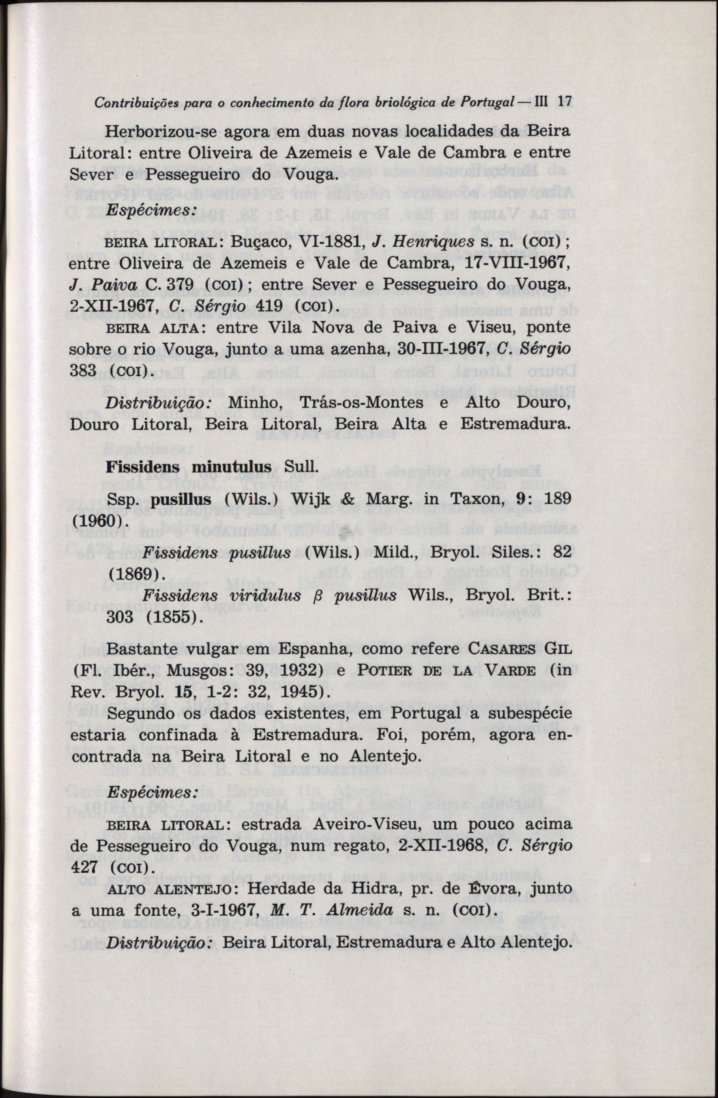 Contribuições para o conhecimento da flora briológica de Portugal — III 17
Herborizou-se agora em duas novas localidades da Beira
Litoral: entre Oliveira de Azemeis e Vale de Cambra e entre
Sever e Pessegueiro do Vouga.
Espécimes:
BEIRA LITORAL: Buçaco, VI-1881, J. Henriques s. n. (COI);
entre Oliveira de Azemeis e Vale de Cambra, 17-VIII-1967,
J. Paiva C. 379 (COI); entre Sever e Pessegueiro do Vouga,
2-XII-1967, C. Sérgio 419 (COI).
BEIRA ALTA: entre Vila Nova de Paiva e Viseu, ponte
sobre o rio Vouga, junto a uma azenha, 30-III-1967, C. Sérgio
383 (COI).
Distribuição: Minho, Trás-os-Montes e Alto Douro,
Douro Litoral, Beira Litoral, Beira Alta e Estremadura.
Fissidens minutulus Sull.
Ssp. pusillus (Wils.) Wijk & Marg. in Taxon, 9: 189
(1960).
Fissidens pusillus (Wils.) Mild., Bryol. Siles.: 82
(1869).
Fissidens viridulus β pusillus Wils., Bryol. Brit.:
303 (1855).
Bastante vulgar em Espanha, como refere CASARES GIL
(Fl. Ibér., Musgos: 39, 1932) e POTIER DE LA VARDE (in
Rev. Bryol. 15, 1-2: 32, 1945).
Segundo os dados existentes, em Portugal a subespécie
estaria confinada à Estremadura. Foi, porém, agora en-
contrada na Beira Litoral e no Alentejo.
Espécimes:
BEIRA LITORAL: estrada Aveiro-Viseu, um pouco acima
de Pessegueiro do Vouga, num regato, 2-XII-1968, C. Sérgio
427 (COI).
ALTO ALENTEJO: Herdade da Hidra, pr. de Évora, junto
a uma fonte, 3-I-1967, M. T. Almeida s. n. (COI).
Distribuição: Beira Litoral, Estremadura e Alto Alentejo.